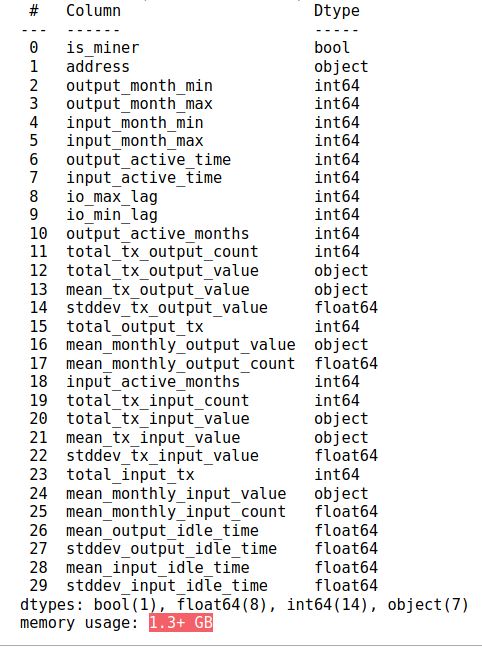 #   Column                     Dtype
---  ------                     -----
0   is_miner                   bool
1   address                    object
2   output_month_min           int64
3   output_month_max           int64
4   input_month_min            int64
5   input_month_max            int64
6   output_active_time         int64
7   input_active_time          int64
8   io_max_lag                 int64
9   io_min_lag                 int64
10  output_active_months       int64
11  total_tx_output_count      int64
12  total_tx_output_value      object
13  mean_tx_output_value       object
14  stddev_tx_output_value     float64
15  total_output_tx            int64
16  mean_monthly_output_value  object
17  mean_monthly_output_count  float64
18  input_active_months        int64
19  total_tx_input_count       int64
20  total_tx_input_value       object
21  mean_tx_input_value        object
22  stddev_tx_input_value      float64
23  total_input_tx             int64
24  mean_monthly_input_value   object
25  mean_monthly_input_count   float64
26  mean_output_idle_time      float64
27  stddev_output_idle_time    float64
28  mean_input_idle_time       float64
29  stddev_input_idle_time     float64
dtypes: bool(1), float64(8), int64(14), object(7)
memory usage: 1.3+ GB